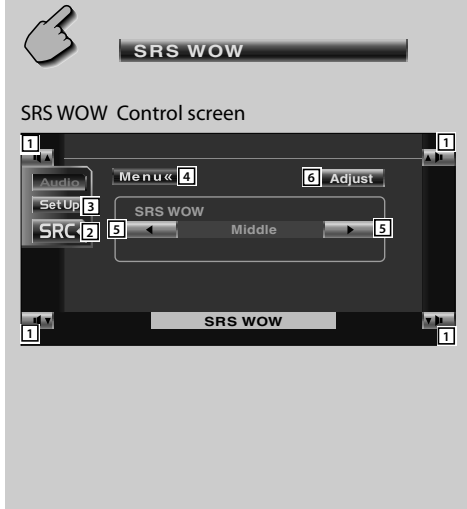 SRS WOW
SRS WOW Control screen
1 1
Audio Menu« 4 6 Adjust
SetUp 3
SRS WOW
SRC 2 5 Middle 5
SRS WOW
1 1